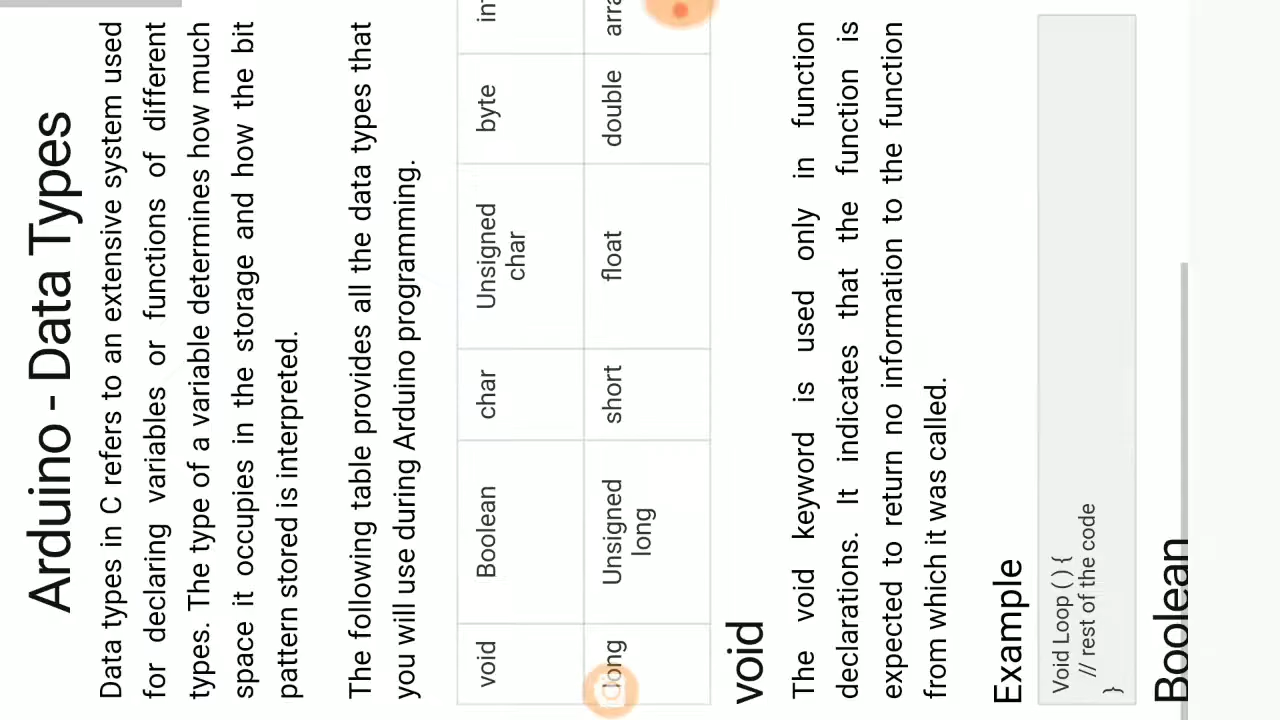 Arduino - Data Types
Data types in C refers to an extensive system used
for declaring variables or functions of different
types. The type of a variable determines how much
space it occupies in the storage and how the bit
pattern stored is interpreted.
The following table provides all the data types that
you will use during Arduino programming.
void Boolean char Unsigned char byte
long Unsigned long short float double
void
The void keyword is used only in function
declarations. It indicates that the function is
expected to return no information to the function
from which it was called.
Example
Void Loop ( ) {
// rest of the code
}
Boolean